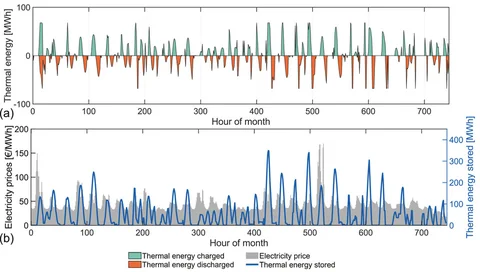 100
0
-100
Thermal energy [MWh]
0 100 200 300 400 500 600 700
Hour of month
(a)
200
150
100
50
0
Electricity prices [€/MWh]
400
300
200
100
0
Thermal energy stored [MWh]
0 100 200 300 400 500 600 700
Hour of month
(b)
Thermal energy charged Electricity price
Thermal energy discharged Thermal energy stored